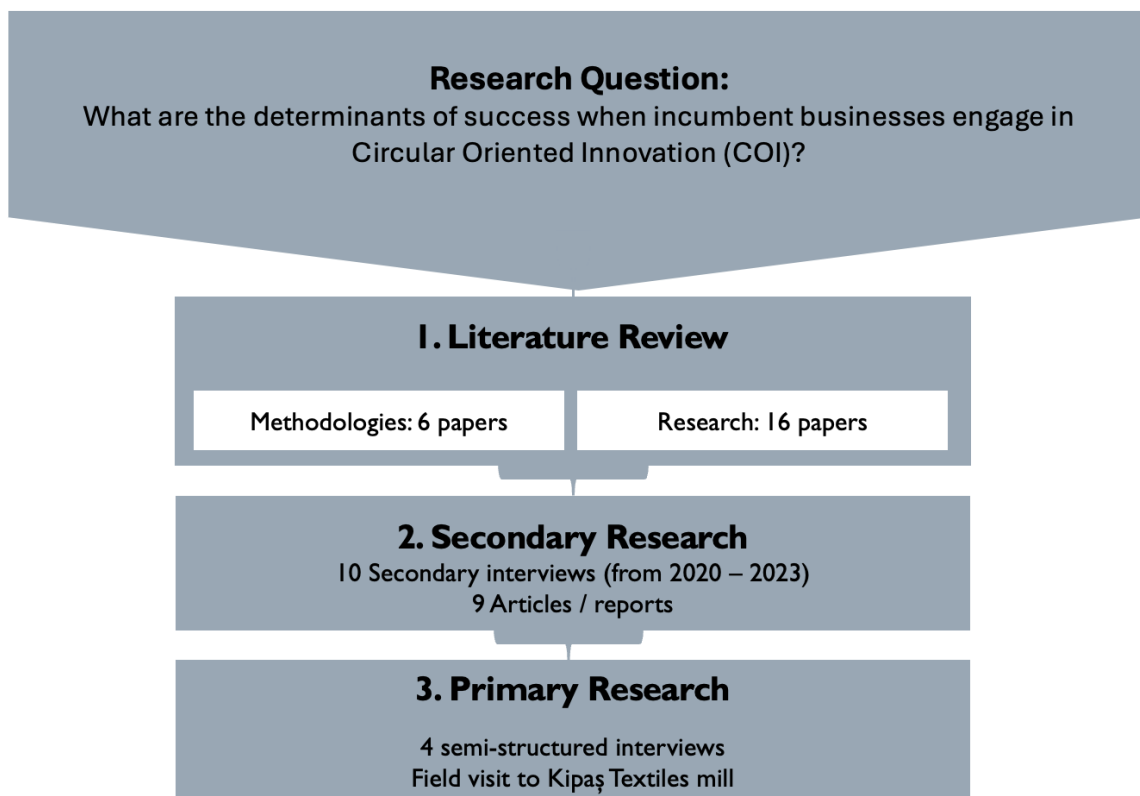 Research Question:
What are the determinants of success when incumbent businesses engage in
Circular Oriented Innovation (COI)?
1. Literature Review
Methodologies: 6 papers
Research: 16 papers
2. Secondary Research
10 Secondary interviews (from 2020 – 2023)
9 Articles / reports
3. Primary Research
4 semi-structured interviews
Field visit to Kipaş Textiles mill